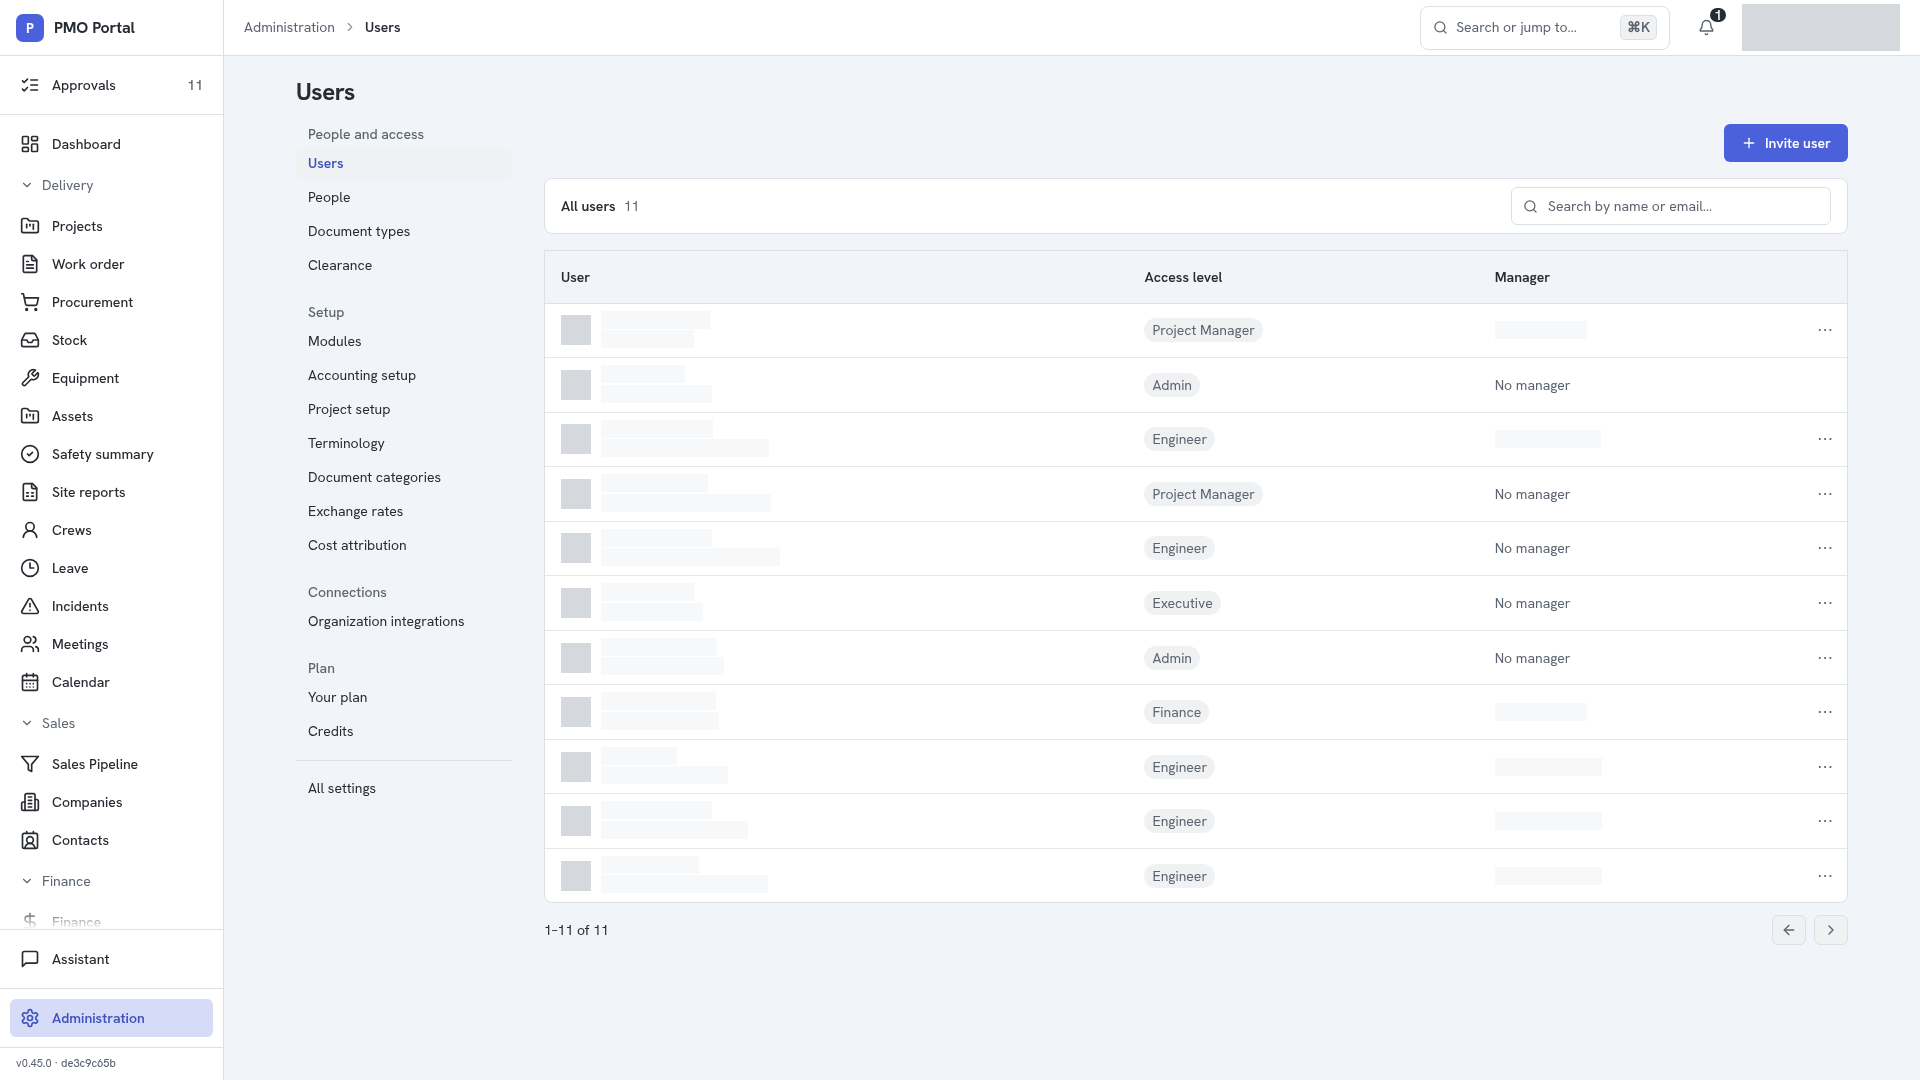 P PMO Portal
Administration > Users
Search or jump to... ⌘K
1
Approvals 11
Dashboard
Delivery
Projects
Work order
Procurement
Stock
Equipment
Assets
Safety summary
Site reports
Crews
Leave
Incidents
Meetings
Calendar
Sales
Sales Pipeline
Companies
Contacts
Finance
Finance
Assistant
Administration
v0.45.0 · de3c9c65b
Users
People and access
Users
People
Document types
Clearance
Setup
Modules
Accounting setup
Project setup
Terminology
Document categories
Exchange rates
Cost attribution
Connections
Organization integrations
Plan
Your plan
Credits
All settings
+ Invite user
All users 11
Search by name or email...
User Access level Manager
Project Manager
Admin No manager
Engineer
Project Manager No manager
Engineer No manager
Executive No manager
Admin No manager
Finance
Engineer
Engineer
Engineer
1–11 of 11